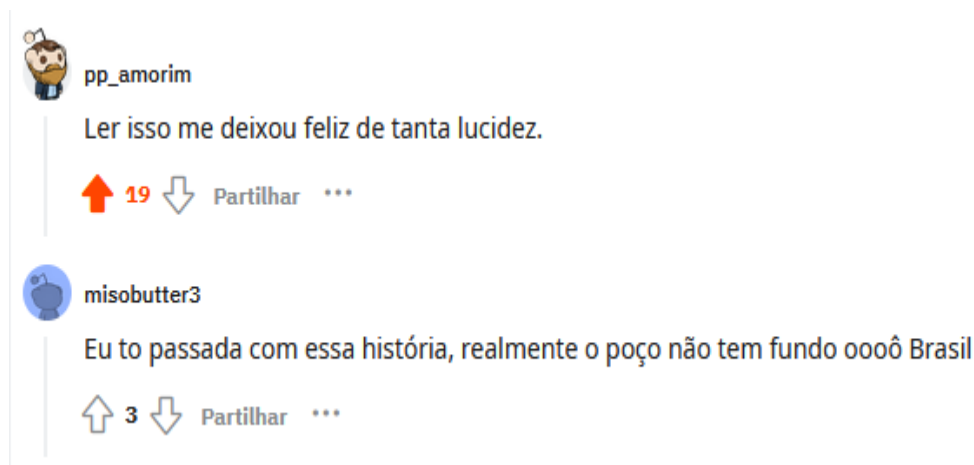 pp_amorim
Ler isso me deixou feliz de tanta lucidez.
19 Partilhar ...
misobutter3
Eu to passada com essa história, realmente o poço não tem fundo oooô Brasil
3 Partilhar ...